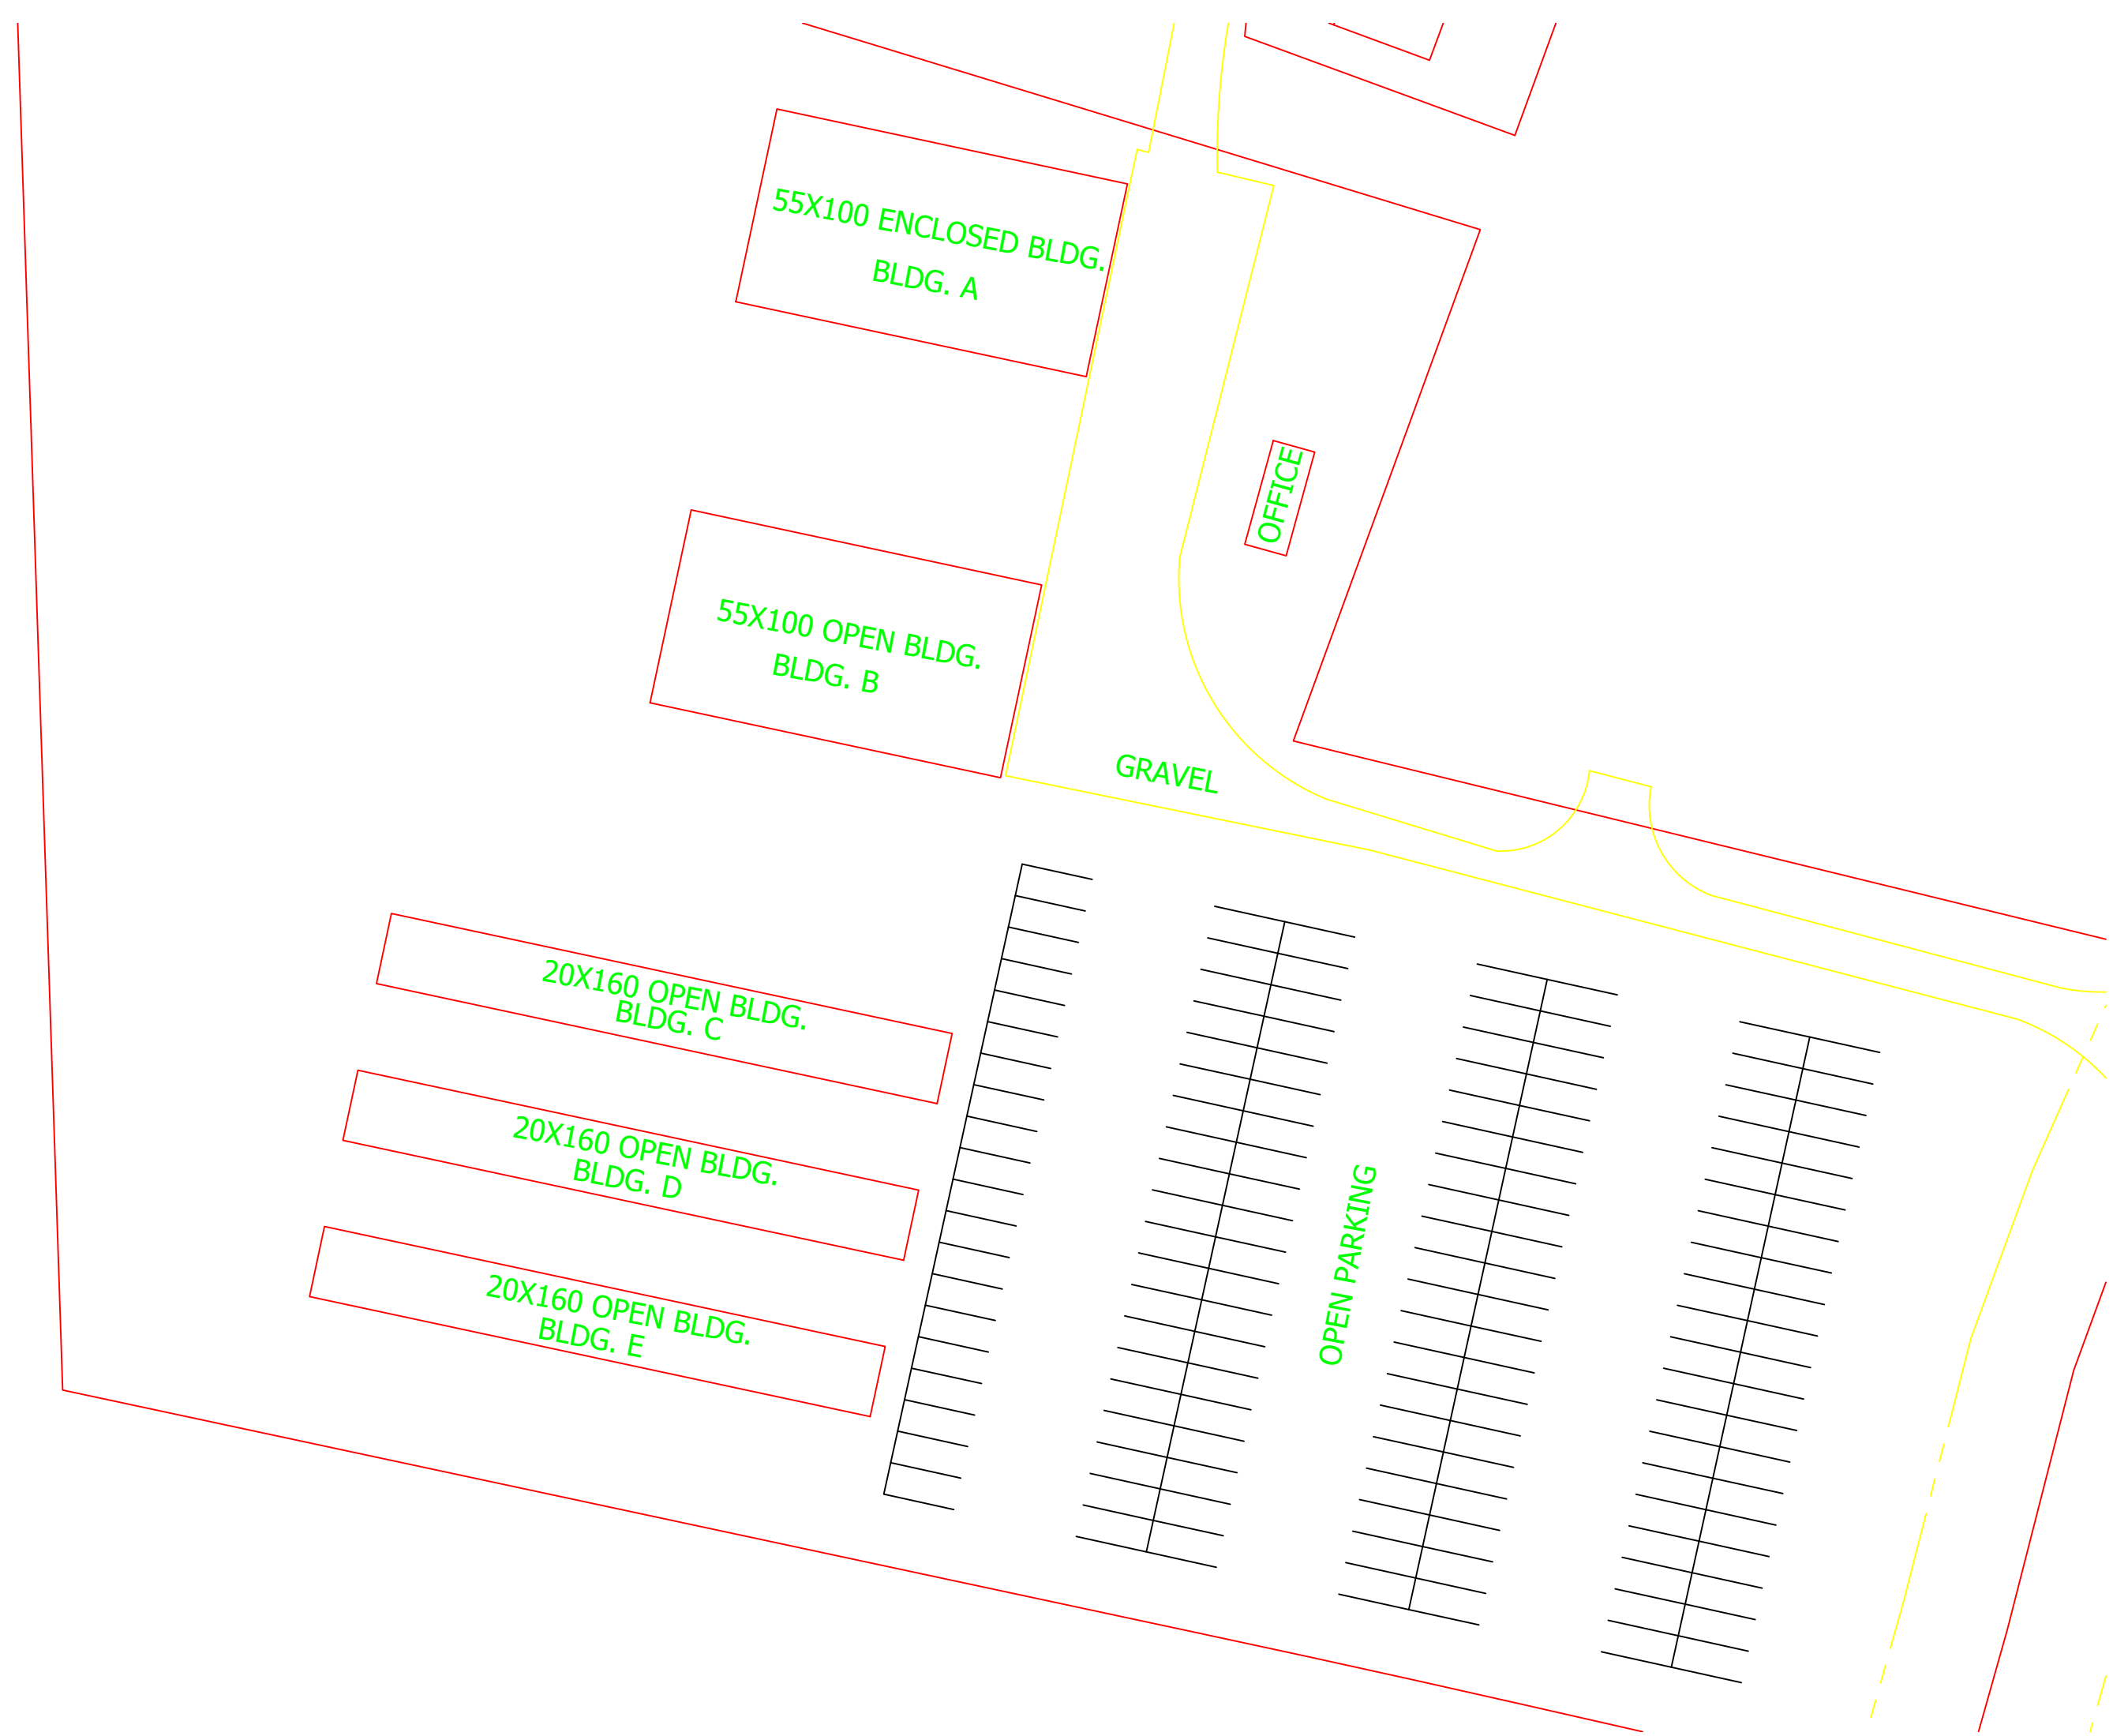 55X100 ENCLOSED BLDG.
BLDG. A
OFFICE
55X100 OPEN BLDG.
BLDG. B
GRAVEL
20X160 OPEN BLDG.
BLDG. C
20X160 OPEN BLDG.
BLDG. D
OPEN PARKING
20X160 OPEN BLDG.
BLDG. E